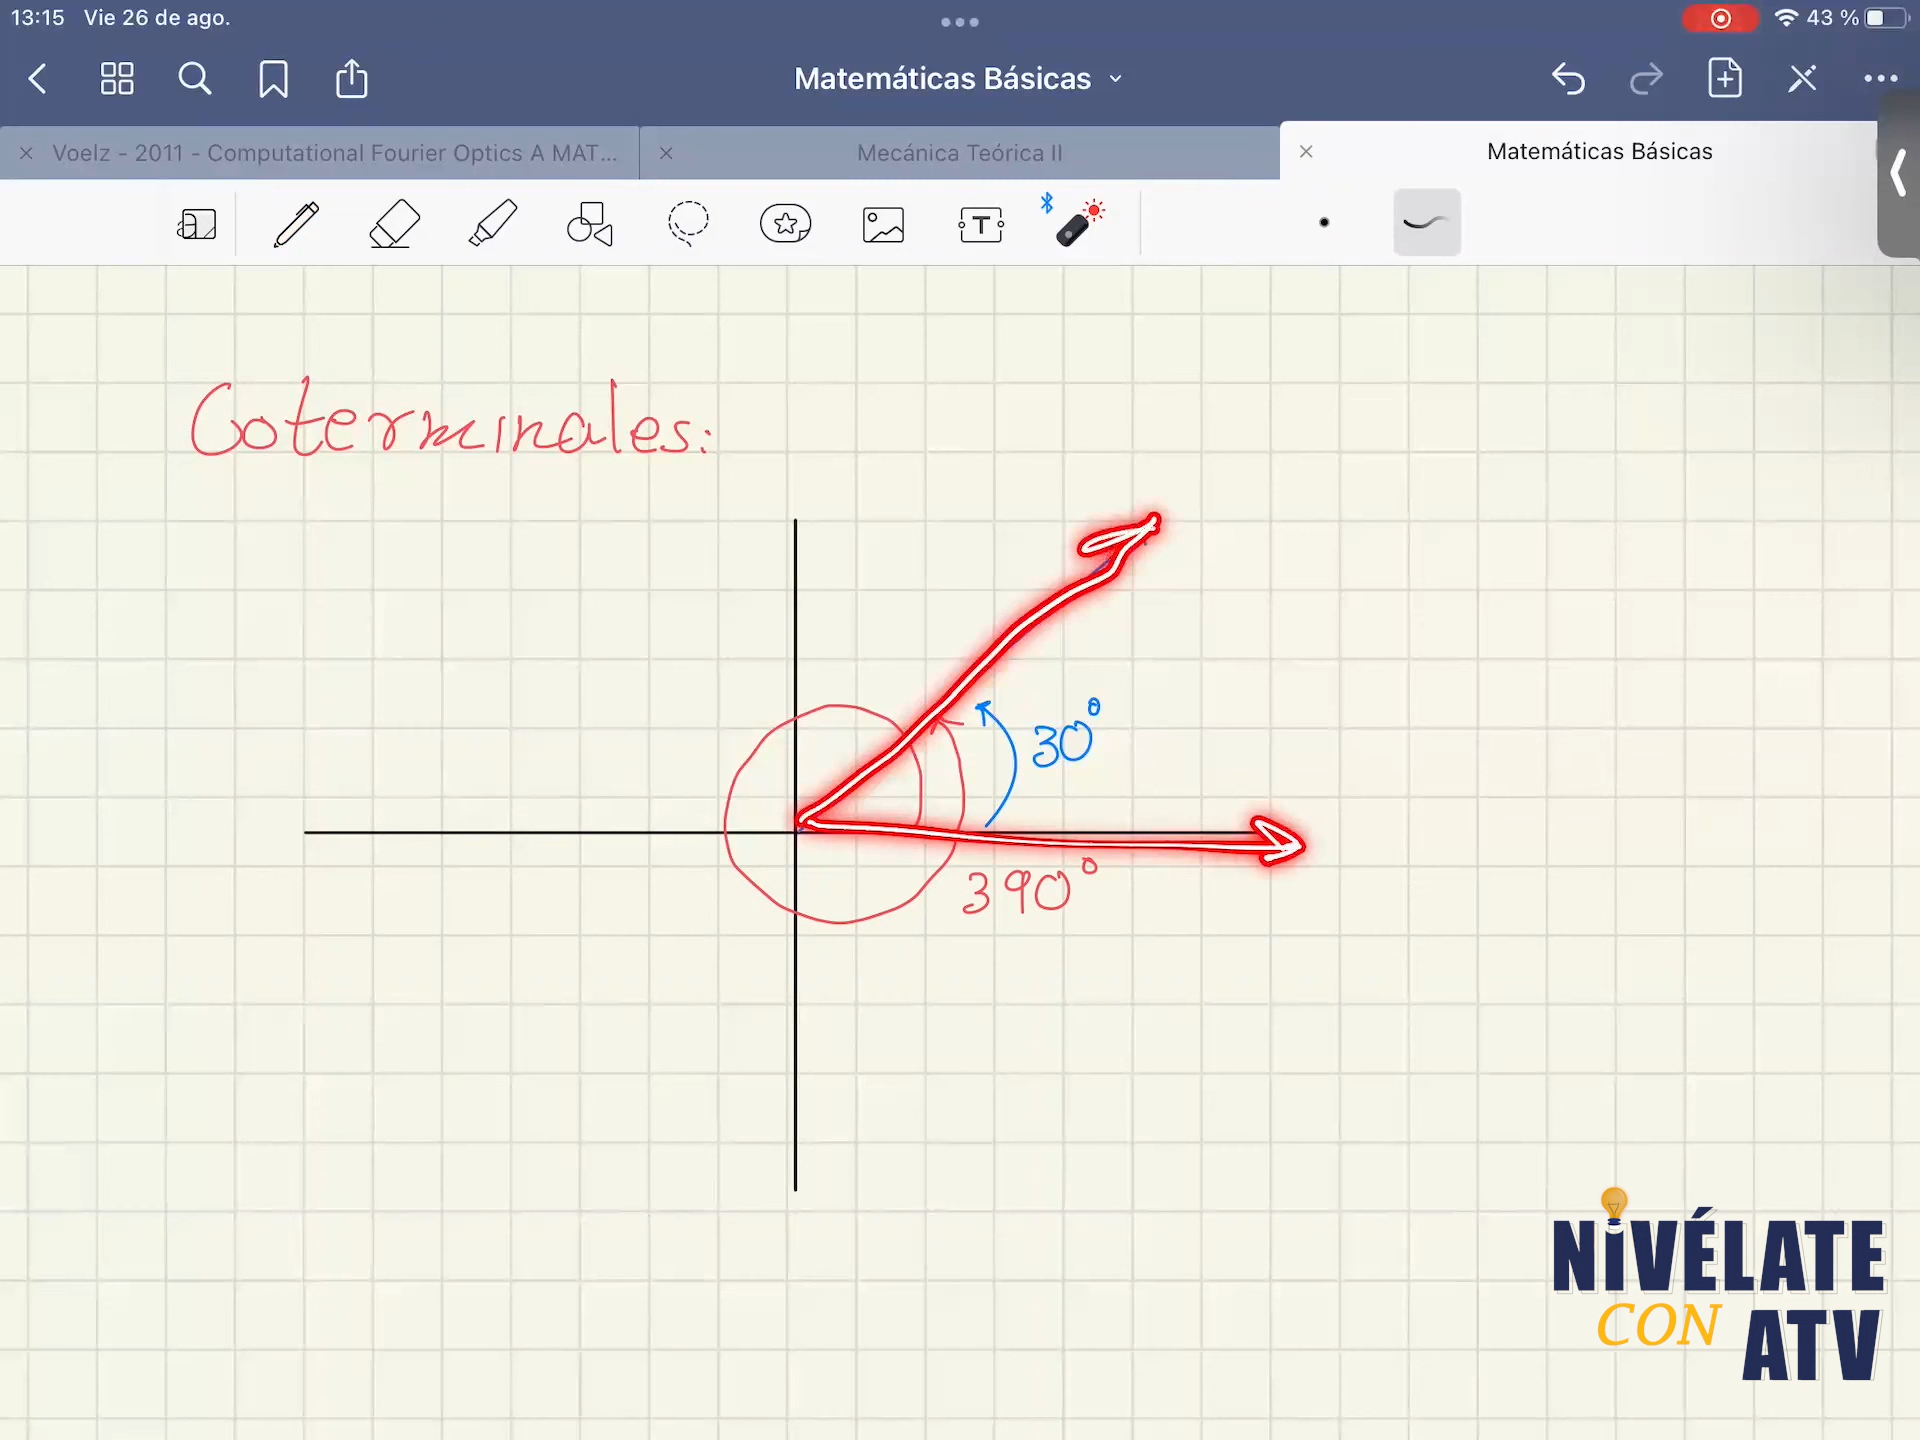 13:15 Vie 26 de ago.
43 %
Matemáticas Básicas
Voelz - 2011 - Computational Fourier Optics A MAT...
Mecánica Teórica II
Matemáticas Básicas
a
T
Coterminales:
30°
390°
NIVÉLATE
CON
ATV